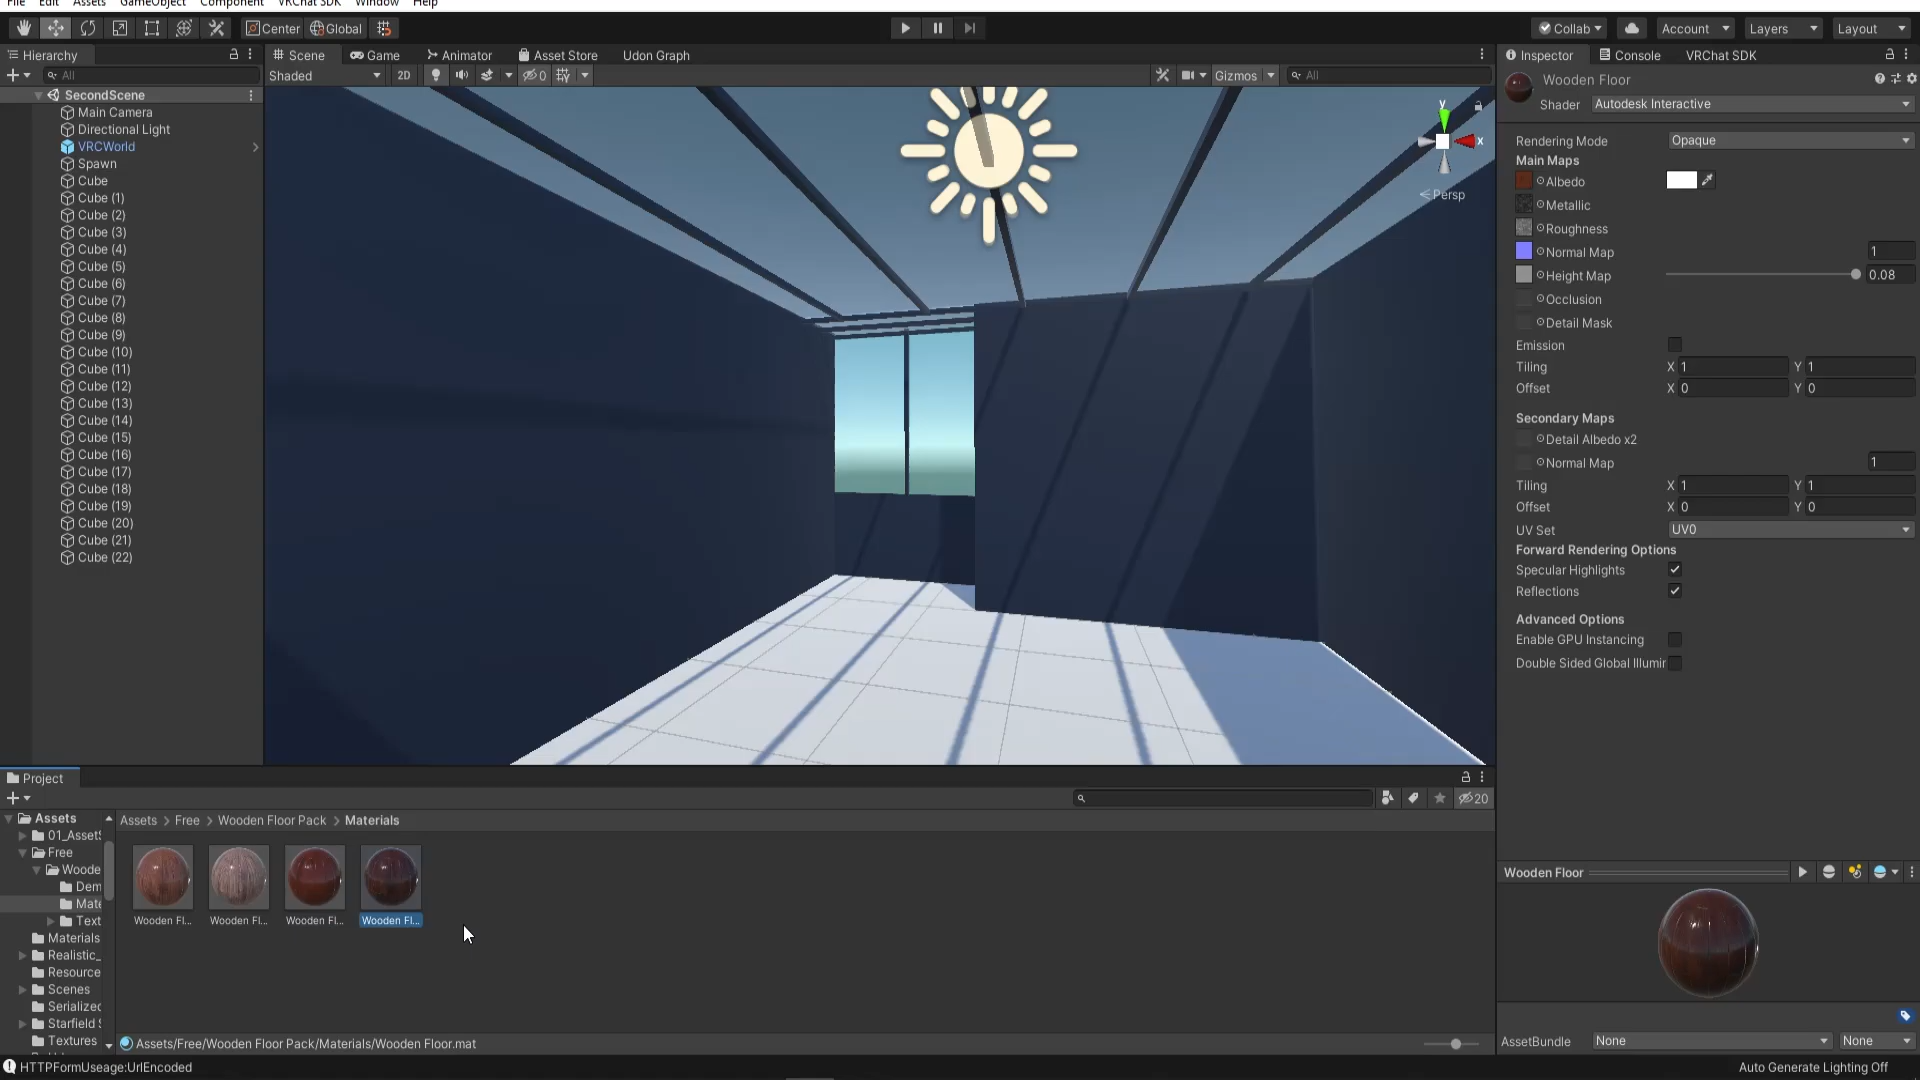 File Edit Assets GameObject Component VRChat SDK Window Help
Center Global Collab Account Layers Layout
Hierarchy
All
SecondScene
Main Camera
Directional Light
VRCWorld
Spawn
Cube
Cube (1)
Cube (2)
Cube (3)
Cube (4)
Cube (5)
Cube (6)
Cube (7)
Cube (8)
Cube (9)
Cube (10)
Cube (11)
Cube (12)
Cube (13)
Cube (14)
Cube (15)
Cube (16)
Cube (17)
Cube (18)
Cube (19)
Cube (20)
Cube (21)
Cube (22)
Scene Game Animator Asset Store Udon Graph
Shaded 2D 0 Gizmos All
y
x
Persp
Inspector Console VRChat SDK
Wooden Floor
Shader Autodesk Interactive
Rendering Mode Opaque
Main Maps
Albedo
Metallic
Roughness
Normal Map 1
Height Map 0.08
Occlusion
Detail Mask
Emission
Tiling X 1 Y 1
Offset X 0 Y 0
Secondary Maps
Detail Albedo x2
Normal Map 1
Tiling X 1 Y 1
Offset X 0 Y 0
UV Set UV0
Forward Rendering Options
Specular Highlights
Reflections
Advanced Options
Enable GPU Instancing
Double Sided Global Illumir
Wooden Floor
AssetBundle None None
Project
20
Assets
01_Assets
Free
Woode
Dem
Mate
Text
Materials
Realistic_
Resource
Scenes
Serialized
Starfield S
Textures
Assets > Free > Wooden Floor Pack > Materials
Wooden Fl... Wooden Fl... Wooden Fl... Wooden Fl...
Assets/Free/Wooden Floor Pack/Materials/Wooden Floor.mat
HTTPFormUseage:UrlEncoded
Auto Generate Lighting Off